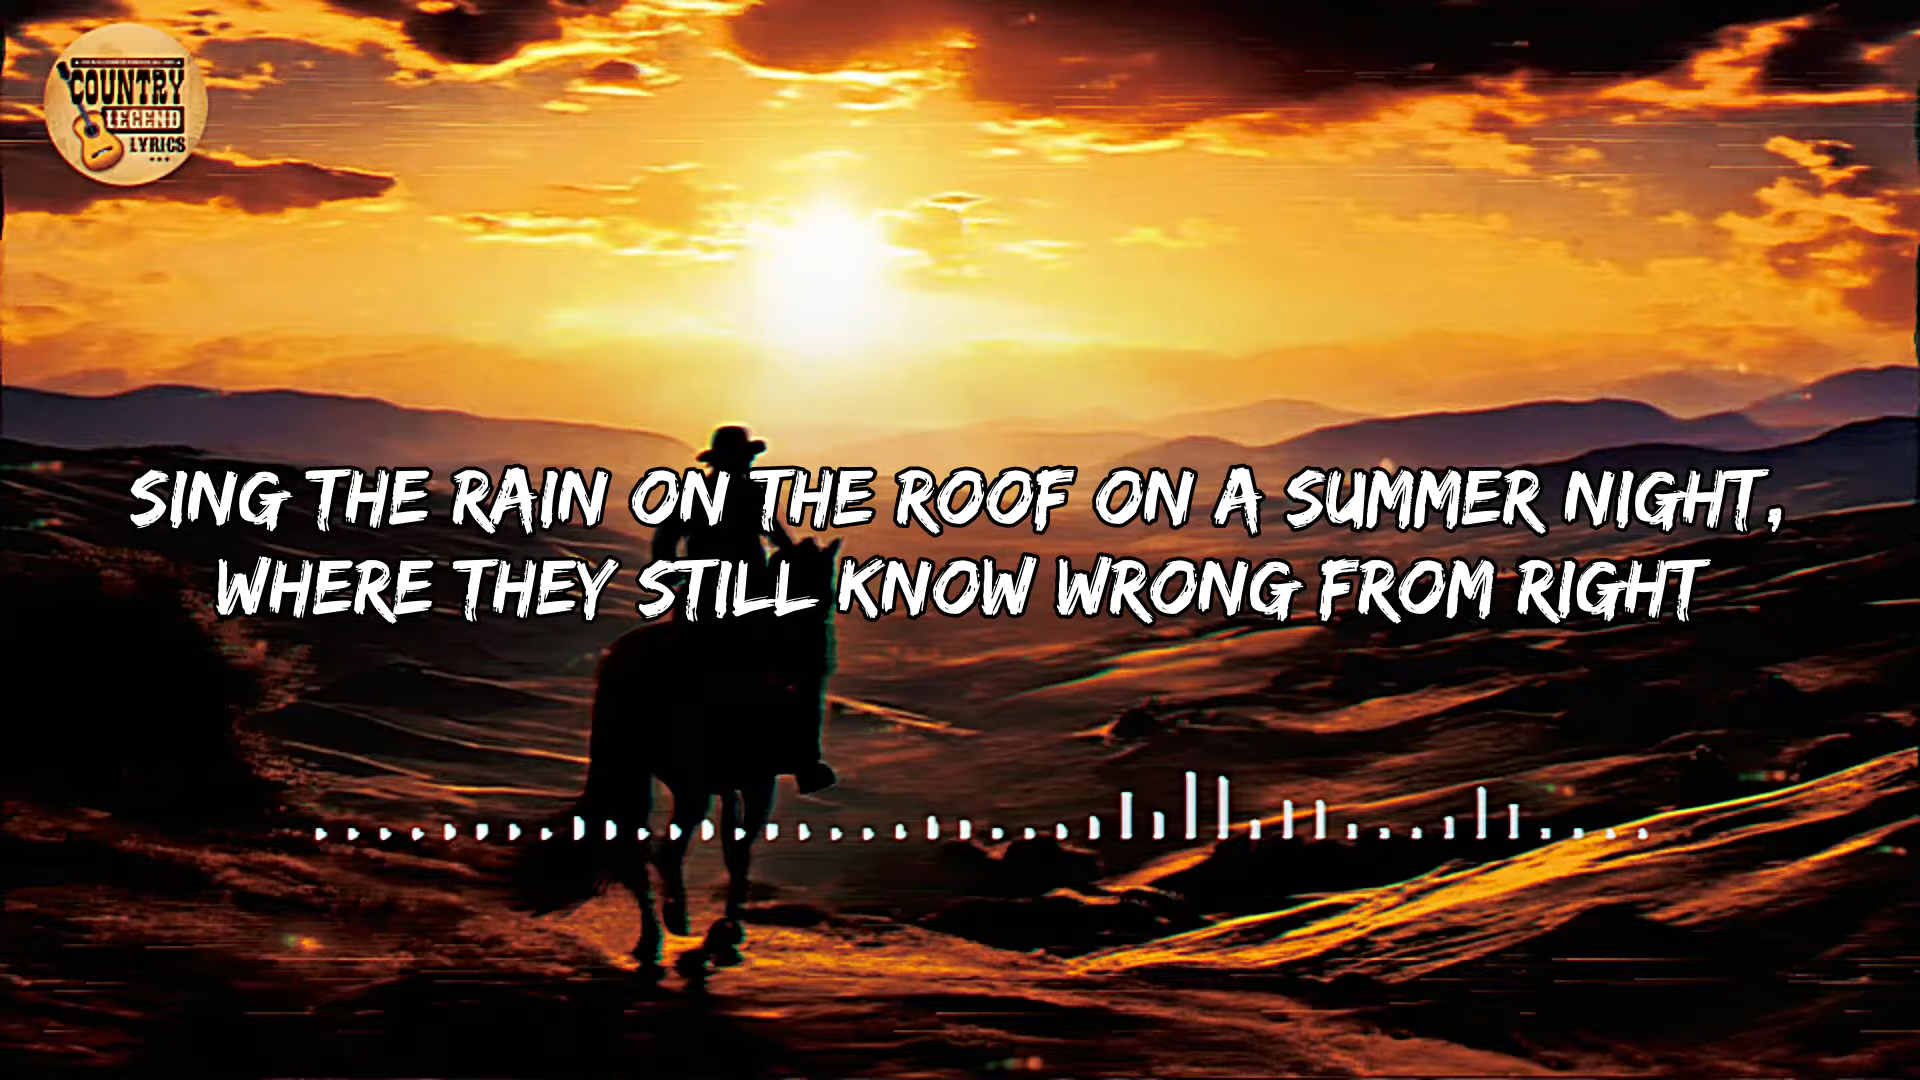 COUNTRY
LEGEND
LYRICS
SING THE RAIN ON THE ROOF ON A SUMMER NIGHT,
WHERE THEY STILL KNOW WRONG FROM RIGHT